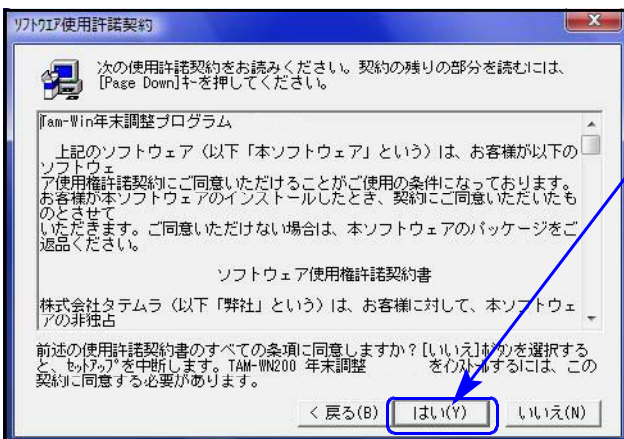 ｿﾌﾄｳｴｱ使用許諾契約
次の使用許諾契約をお読みください。契約の残りの部分を読むには、
[Page Down]ｷｰを押してください。
Tam-Win年末調整プログラム
上記のソフトウェア（以下「本ソフトウェア」という）は、お客様が以下の
ソフトウェ
ア使用権許諾契約にご同意いただけることがご使用の条件になっております。
お客様が本ソフトウェアのインストールしたとき、契約にご同意いただいたも
のとさせて
いただきます。ご同意いただけない場合は、本ソフトウェアのパッケージをご
返品ください。
ソフトウェア使用権許諾契約書
株式会社タテムラ（以下「弊社」という）は、お客様に対して、本ソフトウェ
アの非独占
前述の使用許諾契約書のすべての条項に同意しますか？[いいえ]ﾎﾞﾀﾝを選択する
と、ｾｯﾄｱｯﾌﾟを中断します。TAM-WN200 年末調整 をｲﾝｽﾄｰﾙするには、この
契約に同意する必要があります。
< 戻る(B)
はい(Y)
いいえ(N)